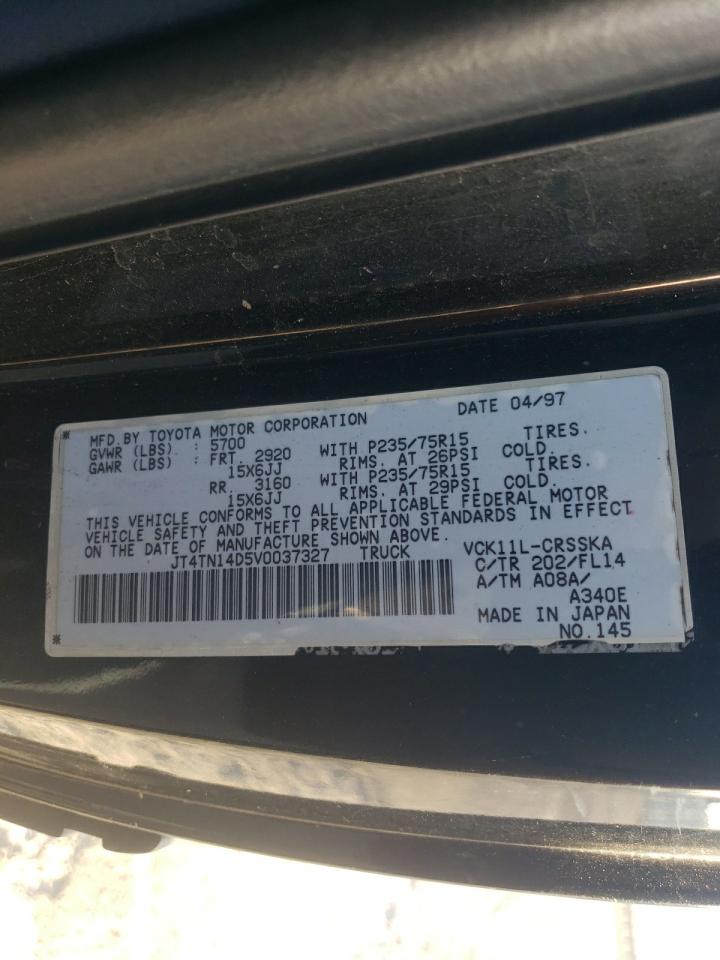 MFD.BY TOYOTA MOTOR CORPORATION DATE 04/97
GVWR (LBS) : 5700
GAWR (LBS) : FRT. 2920 WITH P235/75R15 TIRES.
15X6JJ RIMS. AT 26PSI COLD.
RR 3160 WITH P235/75R15 TIRES.
15X6JJ RIMS. AT 29PSI COLD.
THIS VEHICLE CONFORMS TO ALL APPLICABLE FEDERAL MOTOR
VEHICLE SAFETY AND THEFT PREVENTION STANDARDS IN EFFECT
ON THE DATE OF MANUFACTURE SHOWN ABOVE.
JT4TN14D5V0037327 TRUCK
VCK11L-CRSSKA
C/TR 202/FL14
A/TM A08A/
A340E
MADE IN JAPAN
NO.145